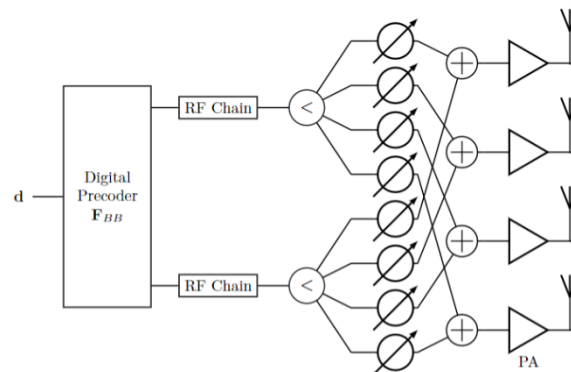 RF Chain
<
d
Digital
Precoder
F_BB
RF Chain
<
PA